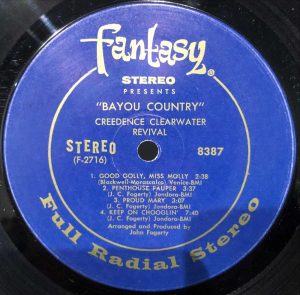 fantasy®
STEREO
PRESENTS
"BAYOU COUNTRY"
CREEDENCE CLEARWATER
REVIVAL
STEREO
(F-2716)
8387
1. GOOD GOLLY, MISS MOLLY 2:38
(Blackwell-Marascalco) Venice-BMI
2. PENTHOUSE PAUPER 3:37
(J. C. Fogerty) Jondora-BMI
3. PROUD MARY 3:07
(J. C. Fogerty) Jondora-BMI
4. KEEP ON CHOOGLIN' 7:40
(J. C. Fogerty) Jondora-BMI
Arranged and Produced by
John Fogerty
Full Radial Stereo